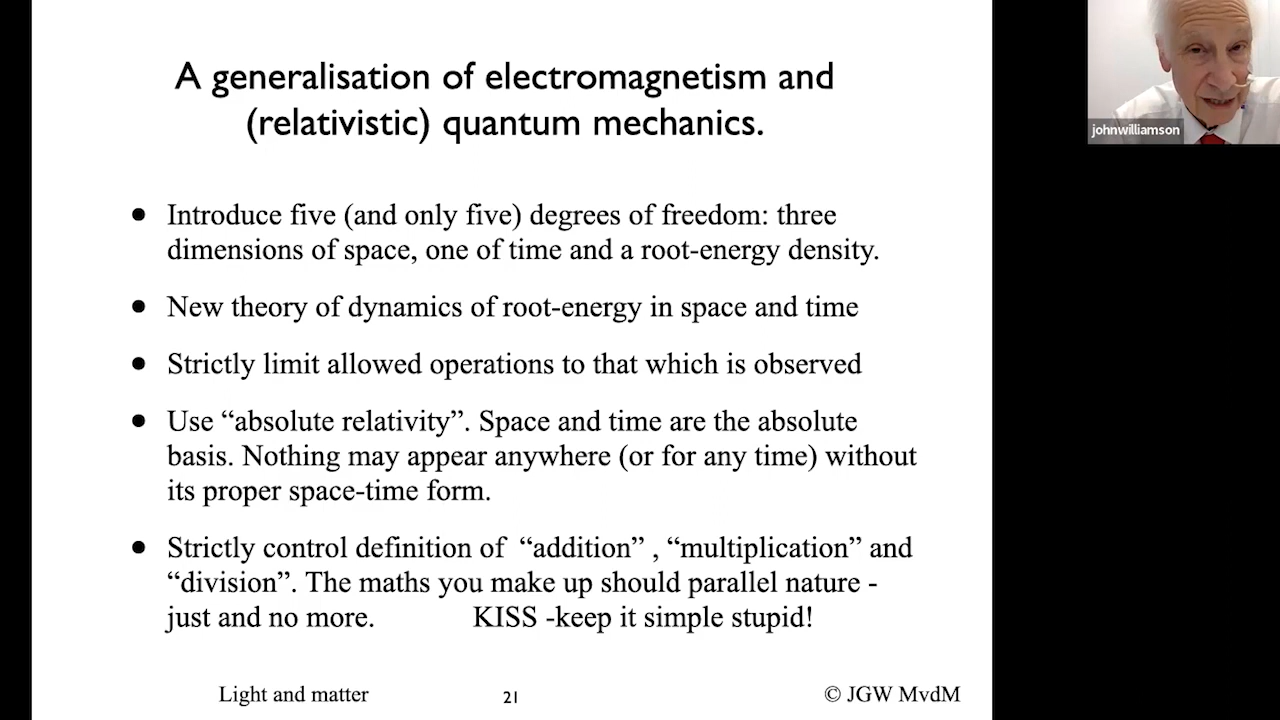 A generalisation of electromagnetism and
(relativistic) quantum mechanics.
• Introduce five (and only five) degrees of freedom: three
dimensions of space, one of time and a root-energy density.
• New theory of dynamics of root-energy in space and time
• Strictly limit allowed operations to that which is observed
• Use “absolute relativity”. Space and time are the absolute
basis. Nothing may appear anywhere (or for any time) without
its proper space-time form.
• Strictly control definition of “addition” , “multiplication” and
“division”. The maths you make up should parallel nature -
just and no more. KISS -keep it simple stupid!
Light and matter 21 © JGW MvdM
johnwilliamson